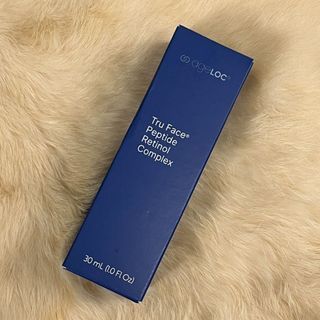 ageLOC®
Tru Face®
Peptide
Retinol
Complex
30 mL (1.0 Fl Oz)